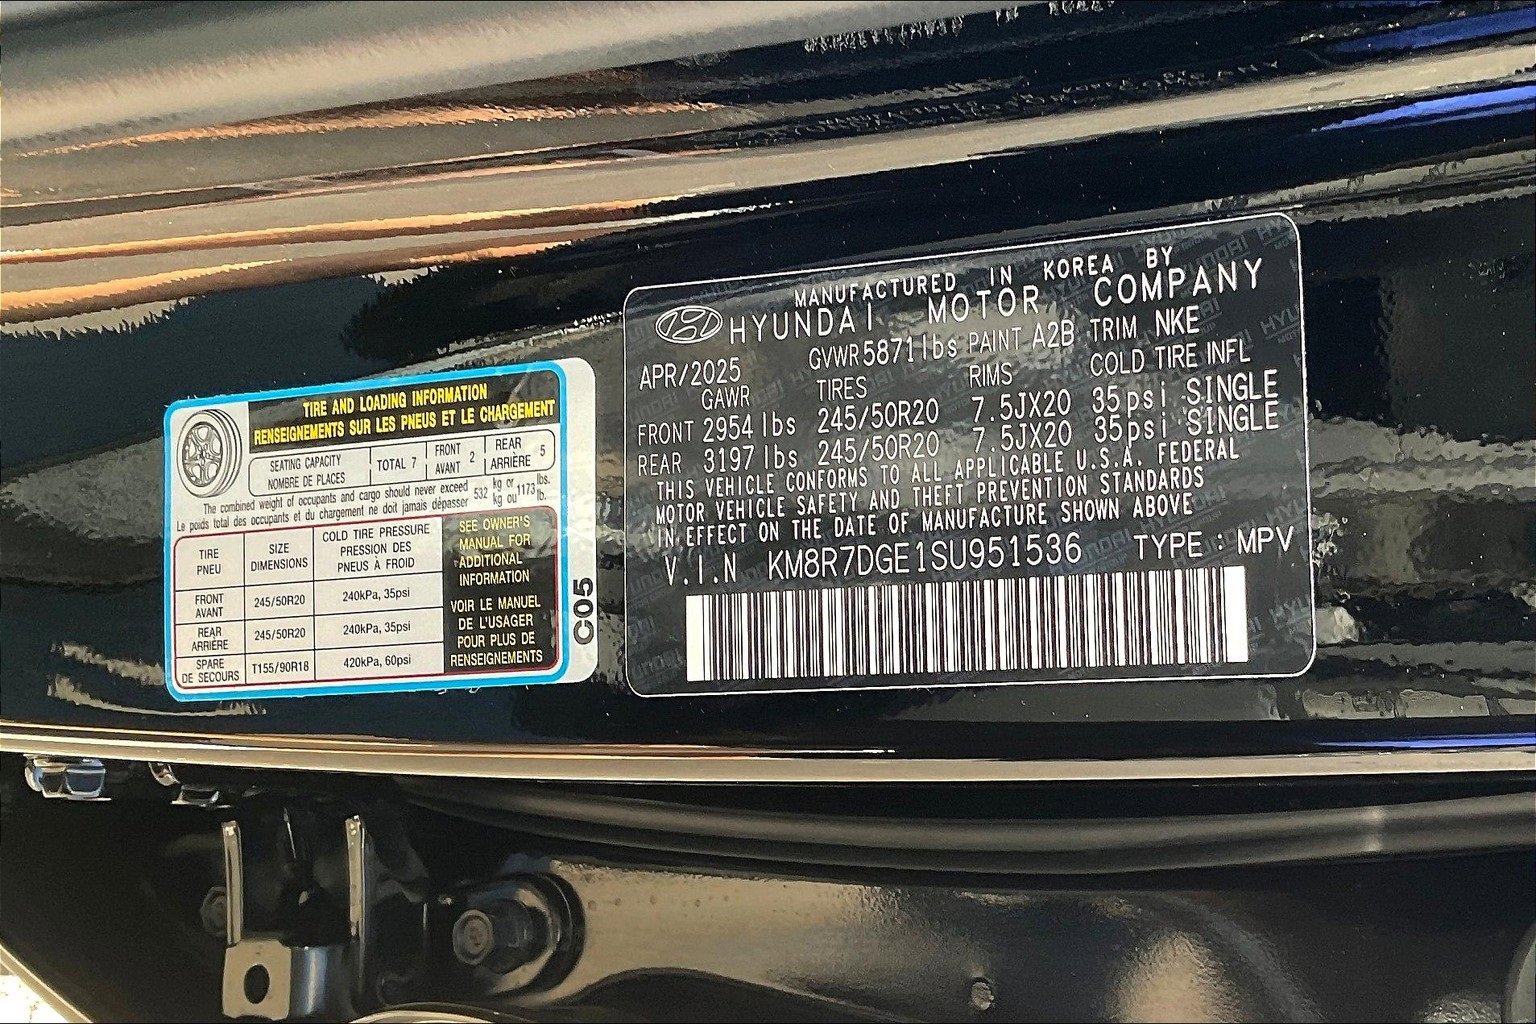 TIRE AND LOADING INFORMATION
RENSEIGNEMENTS SUR LES PNEUS ET LE CHARGEMENT
SEATING CAPACITY
NOMBRE DE PLACES
TOTAL 7
FRONT
AVANT 2
REAR
ARRIÈRE 5
The combined weight of occupants and cargo should never exceed 532 kg or 1173 lbs.
Le poids total des occupants et du chargement ne doit jamais dépasser kg ou lb.
TIRE
PNEU
SIZE
DIMENSIONS
COLD TIRE PRESSURE
PRESSION DES
PNEUS À FROID
FRONT
AVANT
245/50R20
240kPa, 35psi
REAR
ARRIÈRE
245/50R20
240kPa, 35psi
SPARE
DE SECOURS
T155/90R18
420kPa, 60psi
SEE OWNER'S
MANUAL FOR
ADDITIONAL
INFORMATION
VOIR LE MANUEL
DE L'USAGER
POUR PLUS DE
RENSEIGNEMENTS
C05
MANUFACTURED IN KOREA BY
HYUNDAI MOTOR COMPANY
APR/2025 GVWR 5871lbs PAINT A2B TRIM NKE
GAWR TIRES RIMS COLD TIRE INFL
FRONT 2954 lbs 245/50R20 7.5JX20 35psi SINGLE
REAR 3197 lbs 245/50R20 7.5JX20 35psi SINGLE
THIS VEHICLE CONFORMS TO ALL APPLICABLE U.S.A. FEDERAL
MOTOR VEHICLE SAFETY AND THEFT PREVENTION STANDARDS
IN EFFECT ON THE DATE OF MANUFACTURE SHOWN ABOVE
V.I.N KM8R7DGE1SU951536 TYPE : MPV